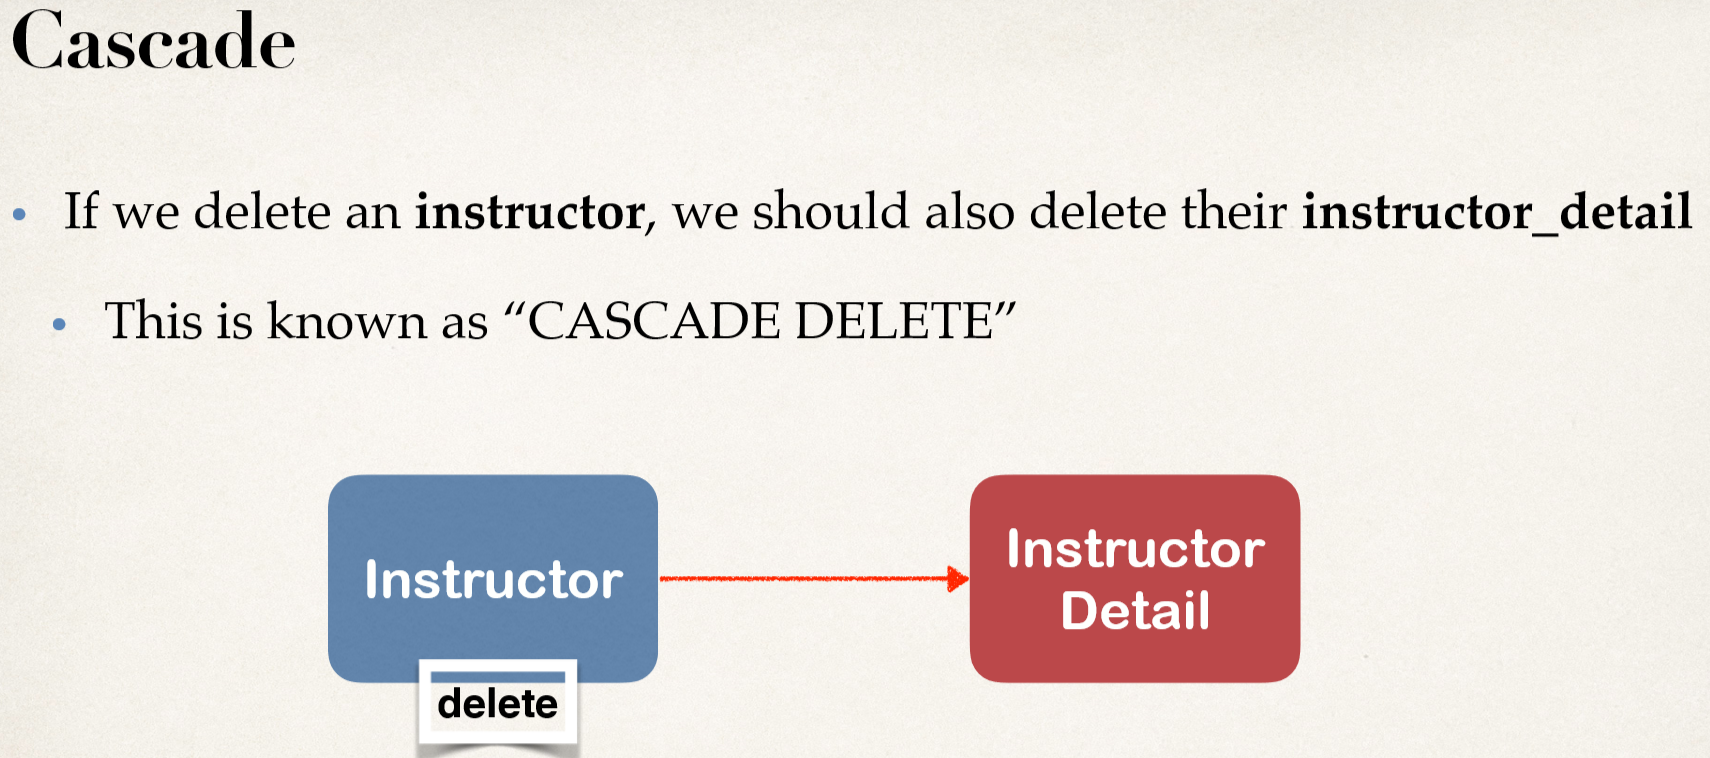 Cascade
• If we delete an instructor, we should also delete their instructor_detail
• This is known as “CASCADE DELETE”
Instructor
Instructor
Detail
delete